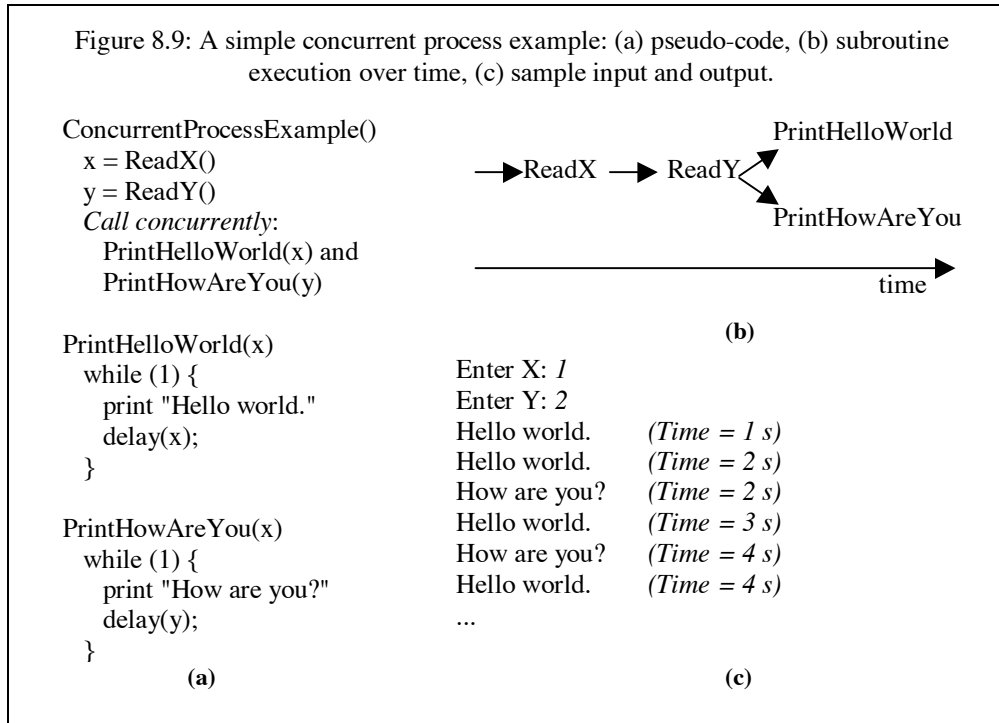 Figure 8.9: A simple concurrent process example: (a) pseudo-code, (b) subroutine
execution over time, (c) sample input and output.
ConcurrentProcessExample()
x = ReadX()
y = ReadY()
Call concurrently:
PrintHelloWorld(x) and
PrintHowAreYou(y)
PrintHelloWorld(x)
while (1) {
print "Hello world."
delay(x);
}
PrintHowAreYou(x)
while (1) {
print "How are you?"
delay(y);
}
(a)
PrintHelloWorld
ReadX ReadY
PrintHowAreYou
time
(b)
Enter X: 1
Enter Y: 2
Hello world. (Time = 1 s)
Hello world. (Time = 2 s)
How are you? (Time = 2 s)
Hello world. (Time = 3 s)
How are you? (Time = 4 s)
Hello world. (Time = 4 s)
...
(c)